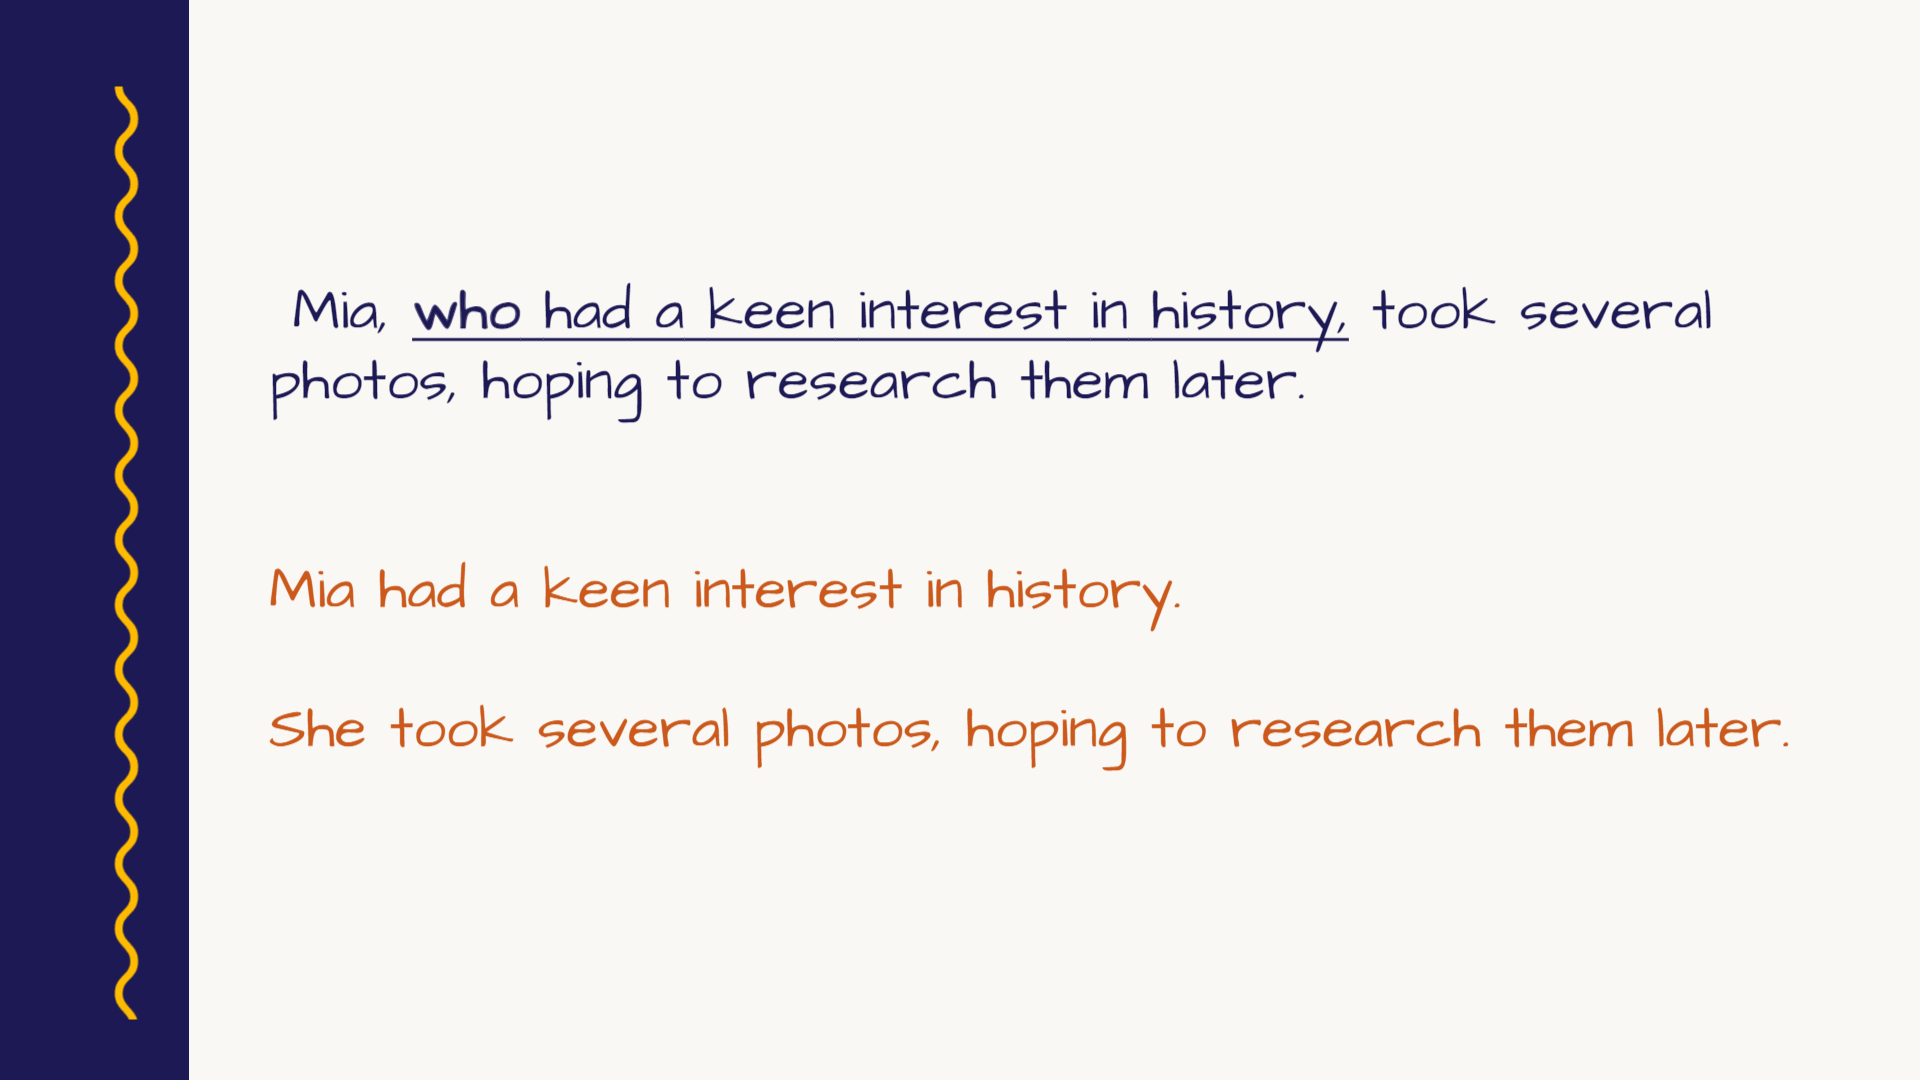 Mia, who had a keen interest in history, took several
photos, hoping to research them later.
Mia had a keen interest in history.
She took several photos, hoping to research them later.